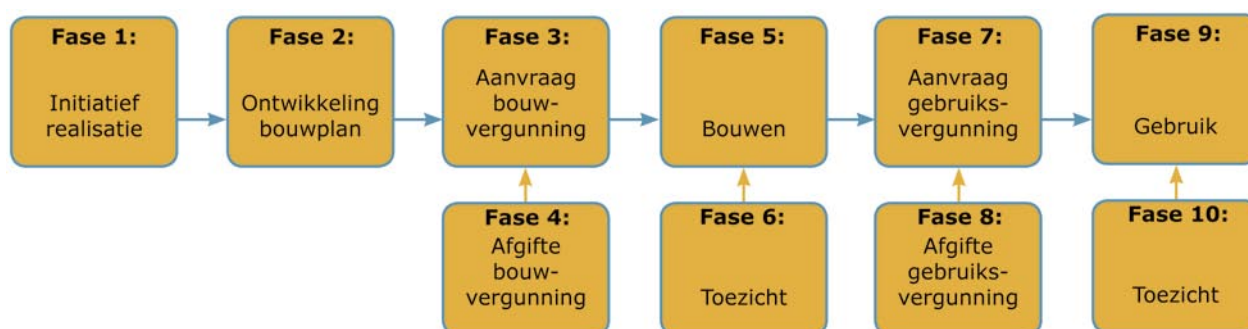 Fase 1:
Initiatief
realisatie
Fase 2:
Ontwikkeling
bouwplan
Fase 3:
Aanvraag
bouw-
vergunning
Fase 5:
Bouwen
Fase 7:
Aanvraag
gebruiks-
vergunning
Fase 9:
Gebruik
Fase 4:
Afgifte
bouw-
vergunning
Fase 6:
Toezicht
Fase 8:
Afgifte
gebruiks-
vergunning
Fase 10:
Toezicht